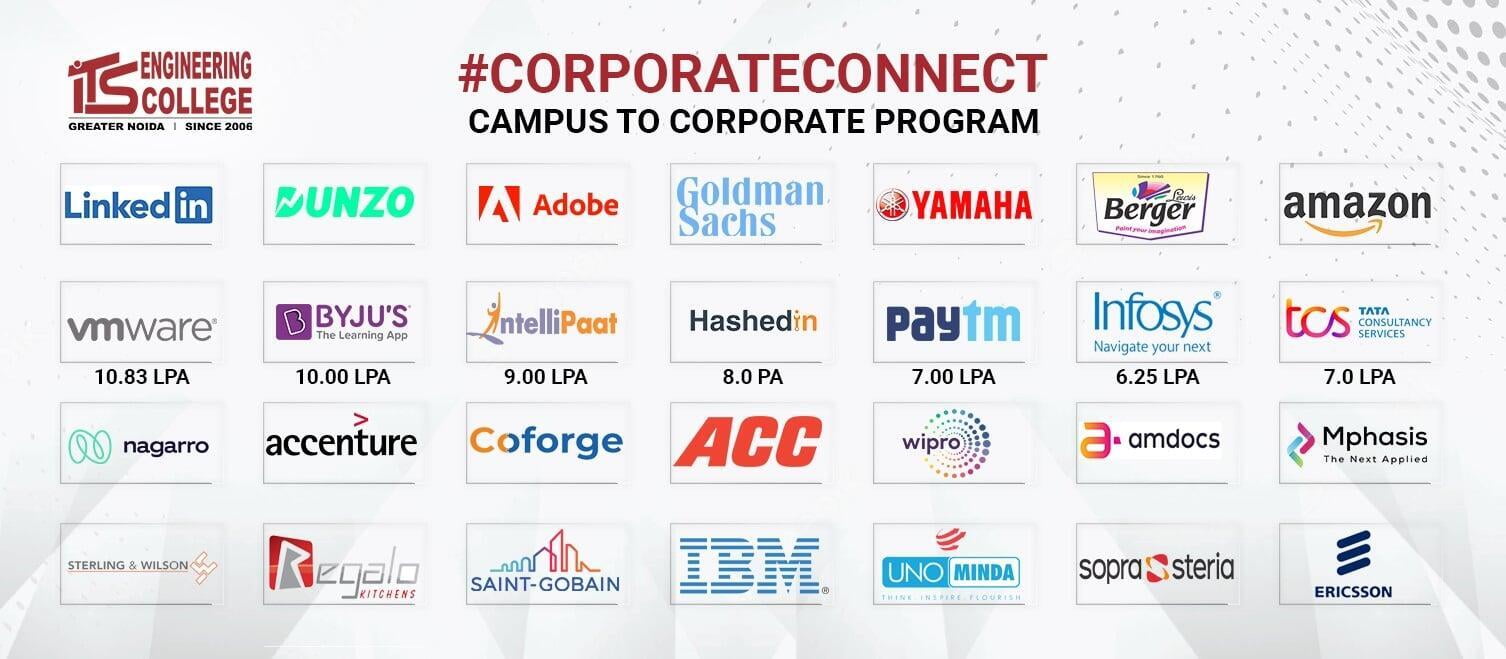 iTS ENGINEERING
COLLEGE
GREATER NOIDA | SINCE 2006
#CORPORATECONNECT
CAMPUS TO CORPORATE PROGRAM
Linked in
DUNZO
Adobe
Goldman
Sachs
YAMAHA
Since 1760
Lewis
Berger
Paint your imagination
amazon
vmware®
BYJU'S
The Learning App
intelliPaat
Hashedin
paytm
Infosys®
Navigate your next
tcs TATA
CONSULTANCY
SERVICES
10.83 LPA
10.00 LPA
9.00 LPA
8.0 PA
7.00 LPA
6.25 LPA
7.0 LPA
nagarro
accenture
Coforge
ACC
wipro
a amdocs
Mphasis
The Next Applied
STERLING & WILSON
Regalo
KITCHENS
SAINT-GOBAIN
IBM®
UNO MINDA
THINK. INSPIRE. FLOURISH
sopra steria
ERICSSON